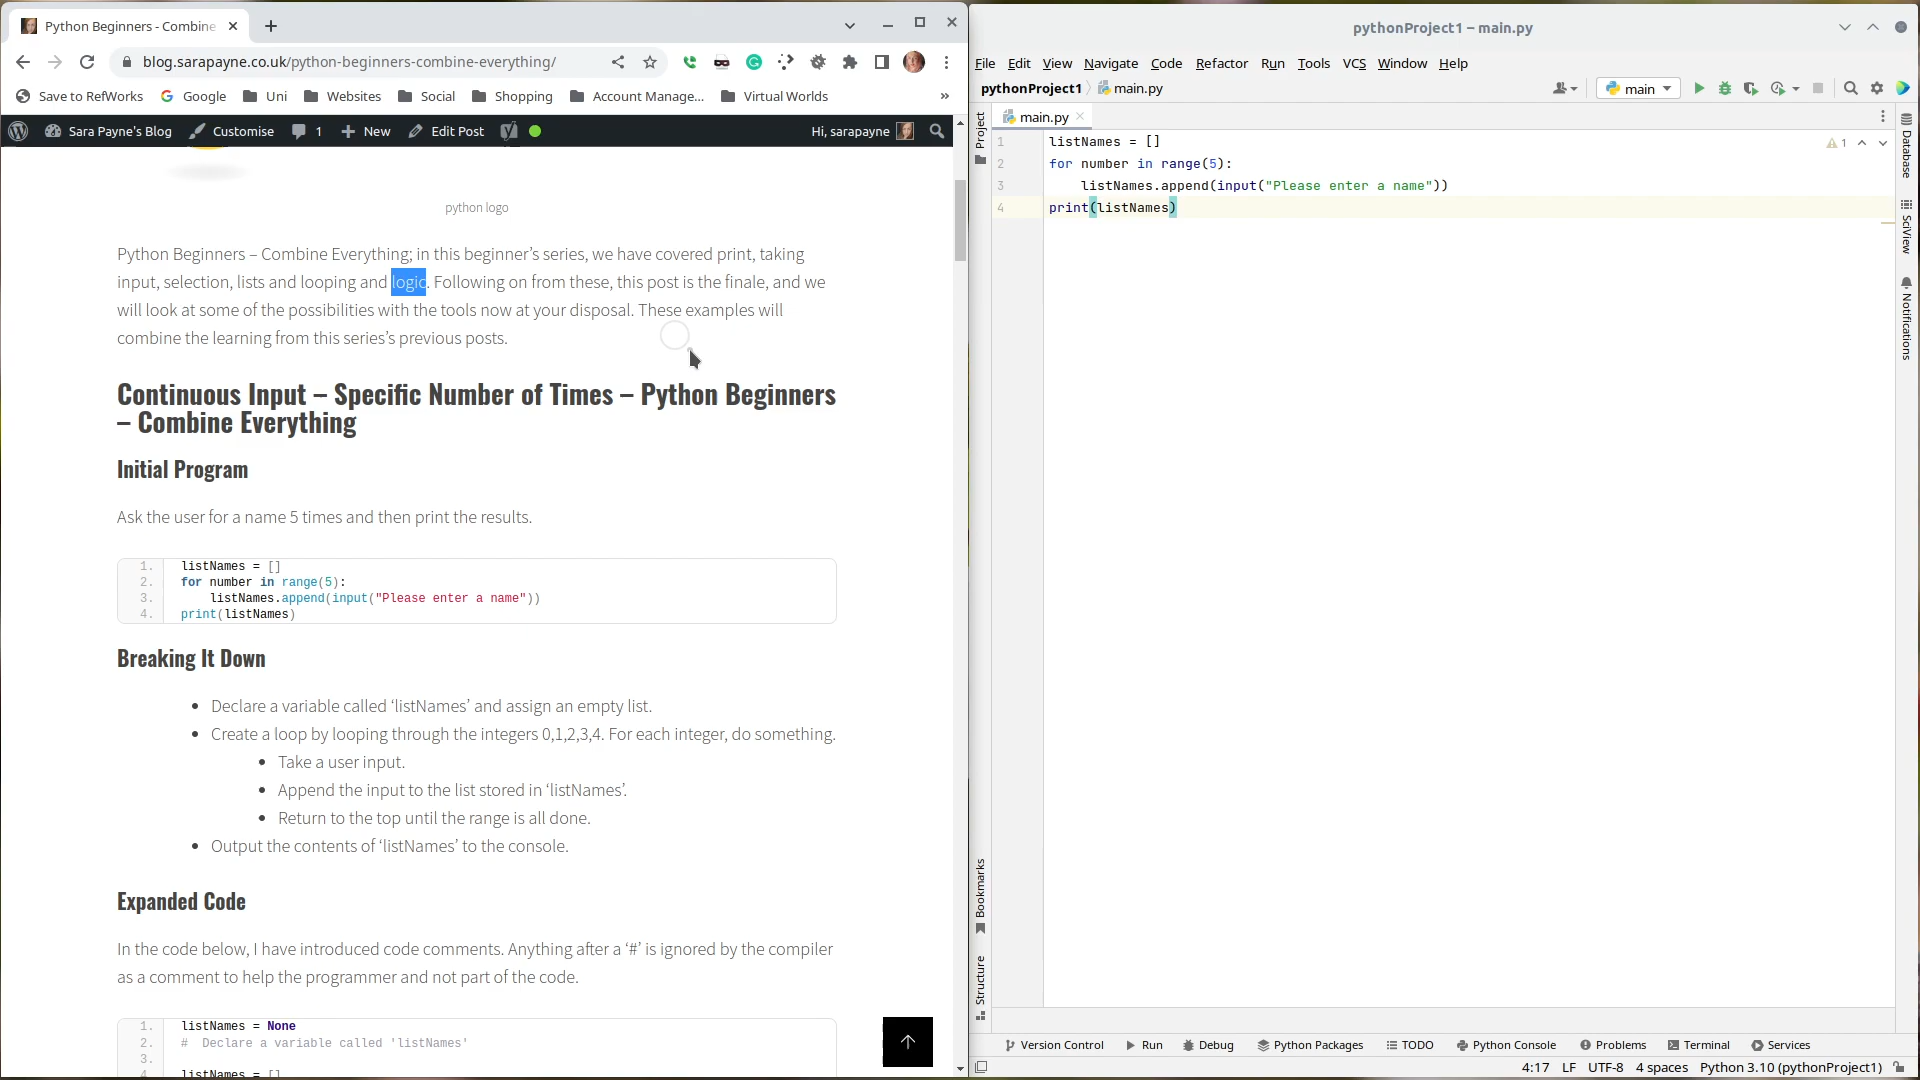 Python Beginners - Combine
blog.sarapayne.co.uk/python-beginners-combine-everything/
Save to RefWorks
Google
Uni
Websites
Social
Shopping
Account Manage...
Virtual Worlds
»
Sara Payne's Blog
Customise
1
New
Edit Post
Hi, sarapayne
python logo
Python Beginners – Combine Everything; in this beginner’s series, we have covered print, taking
input, selection, lists and looping and logic. Following on from these, this post is the finale, and we
will look at some of the possibilities with the tools now at your disposal. These examples will
combine the learning from this series’s previous posts.
Continuous Input – Specific Number of Times – Python Beginners
– Combine Everything
Initial Program
Ask the user for a name 5 times and then print the results.
1. listNames = []
2. for number in range(5):
3. listNames.append(input("Please enter a name"))
4. print(listNames)
Breaking It Down
• Declare a variable called ‘listNames’ and assign an empty list.
• Create a loop by looping through the integers 0,1,2,3,4. For each integer, do something.
• Take a user input.
• Append the input to the list stored in ‘listNames’.
• Return to the top until the range is all done.
• Output the contents of ‘listNames’ to the console.
Expanded Code
In the code below, I have introduced code comments. Anything after a ‘#’ is ignored by the compiler
as a comment to help the programmer and not part of the code.
1. listNames = None
2. # Declare a variable called 'listNames'
3.
4. listNames = []
pythonProject1 – main.py
File Edit View Navigate Code Refactor Run Tools VCS Window Help
pythonProject1 main.py
main
Project
main.py
1 listNames = []
2 for number in range(5):
3 listNames.append(input("Please enter a name"))
4 print(listNames)
1
Database
SciView
Notifications
Bookmarks
Structure
Version Control
Run
Debug
Python Packages
TODO
Python Console
Problems
Terminal
Services
4:17 LF UTF-8 4 spaces Python 3.10 (pythonProject1)